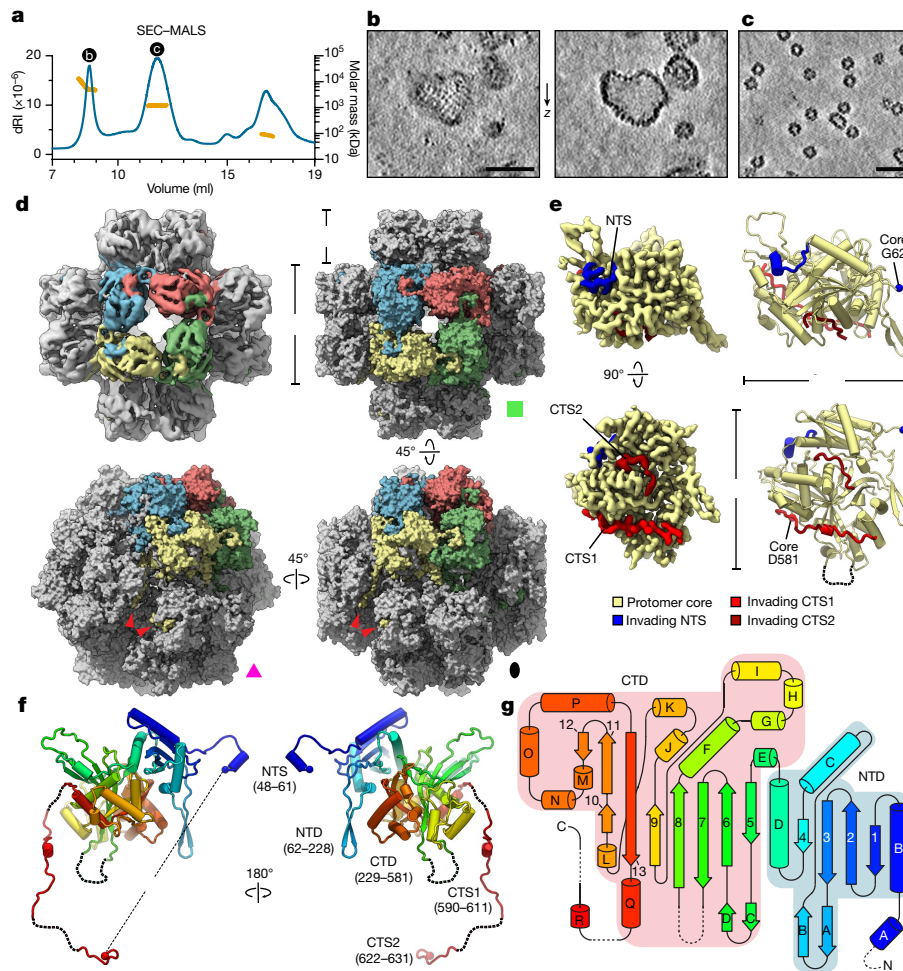 a
SEC–MALS
b
c
20
10
0
dRI (×10⁻⁶)
10⁵
10⁴
10³
10²
10
Molar mass (kDa)
7
10
15
19
Volume (ml)
b
z
c
d
45°
45°
e
NTS
Core
G62
90°
CTS2
CTS1
Core
D581
Protomer core
Invading NTS
Invading CTS1
Invading CTS2
f
NTS
(48–61)
NTD
(62–228)
CTD
(229–581)
CTS1
(590–611)
CTS2
(622–631)
180°
g
CTD
NTD
P
O
N
M
12
11
10
L
C
R
Q
13
K
J
9
8
7
6
5
F
G
H
I
E
D
C
4
3
2
1
B
D
C
B
A
A
N